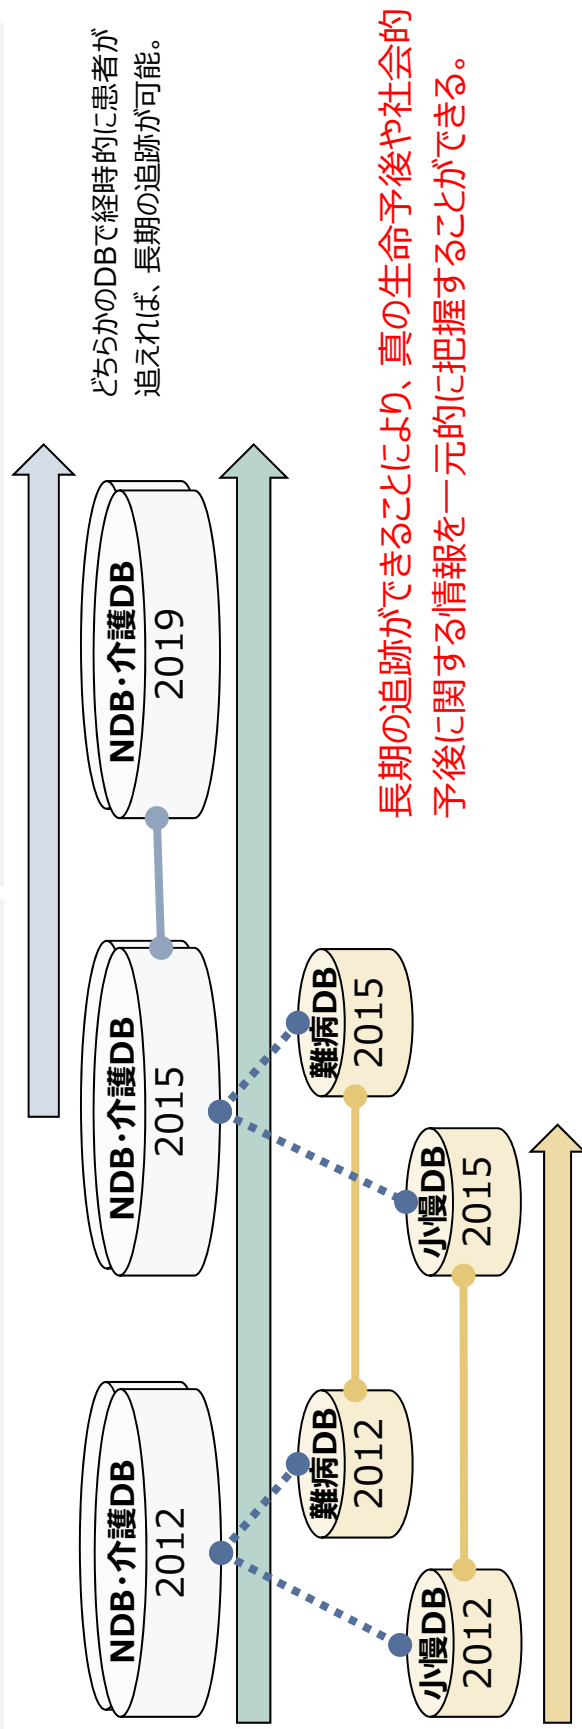 NDB・介護DB
2012
NDB・介護DB
2015
NDB・介護DB
2019
どちらかのDBで経時的に患者が
追えれば、長期の追跡が可能。
難病DB
2012
難病DB
2015
小慢DB
2012
小慢DB
2015
長期の追跡ができることにより、真の生命予後や社会的
予後に関する情報を一元的に把握することができる。